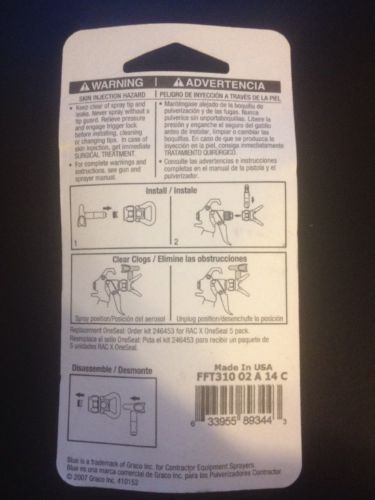 WARNING
ADVERTENCIA
SKIN INJECTION HAZARD
PELIGRO DE INYECCIÓN A TRAVÉS DE LA PIEL
• Keep clear of spray tip and
leaks. Never spray without a
tip guard. Relieve pressure
and engage trigger lock
before installing, cleaning
or changing tips. In case of
skin injection, get immediate
SURGICAL TREATMENT.
• For complete warnings and
instructions, see gun and
sprayer manual.
• Manténgase alejado de la boquilla de
pulverización y de las fugas. Nunca
pulverice sin un portaboquillas. Libere la
presión y enganche el seguro del gatillo
antes de instalar, limpiar o cambiar las
boquillas. En caso de que se produzca la
inyección en la piel, consiga inmediatamente
TRATAMIENTO QUIRÚRGICO.
• Consulte las advertencias e instrucciones
completas en el manual de la pistola y el
pulverizador.
Install / Instale
1
2
Clear Clogs / Elimine las obstrucciones
Spray position/Posición del aerosol
Unplug position/desenchufe la posición
Replacement OneSeal: Order kit 246453 for RAC X OneSeal 5 pack.
Reemplace el sello OneSeal: Pida el kit 246453 para recibir un paquete de
5 unidades RAC X OneSeal.
Disassemble / Desmonte
Made In USA
FFT310 02 A 14 C
6 33955 89344 3
Blue is a trademark of Graco Inc. for Contractor Equipment Sprayers.
Blue es una marca comercial de Graco Inc. para los Pulverizadores Contractor
© 2007 Graco Inc. 410152